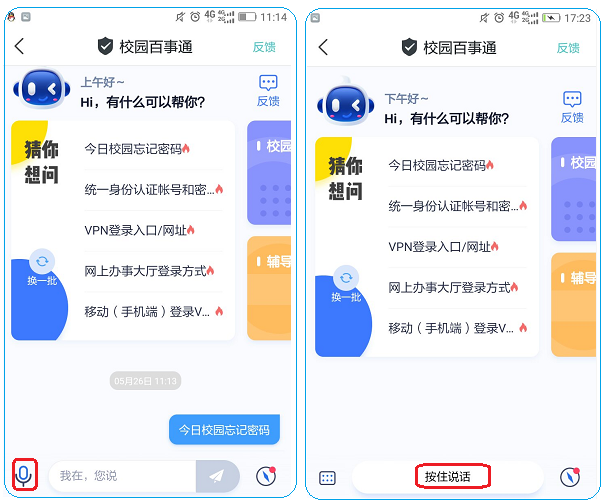 4G 4G 4G 11:14
校园百事通
反馈
上午好~
Hi，有什么可以帮你?
反馈
猜你
想问
换一批
今日校园忘记密码
统一身份认证帐号和密...
VPN登录入口/网址
网上办事大厅登录方式
移动（手机端）登录V...
校园
辅导
05月26日 11:13
今日校园忘记密码
我在，您说
4G 4G 4G 17:23
校园百事通
反馈
下午好~
Hi，有什么可以帮你?
反馈
猜你
想问
换一批
今日校园忘记密码
统一身份认证帐号和密...
VPN登录入口/网址
网上办事大厅登录方式
移动（手机端）登录V...
校园
辅导
按住说话